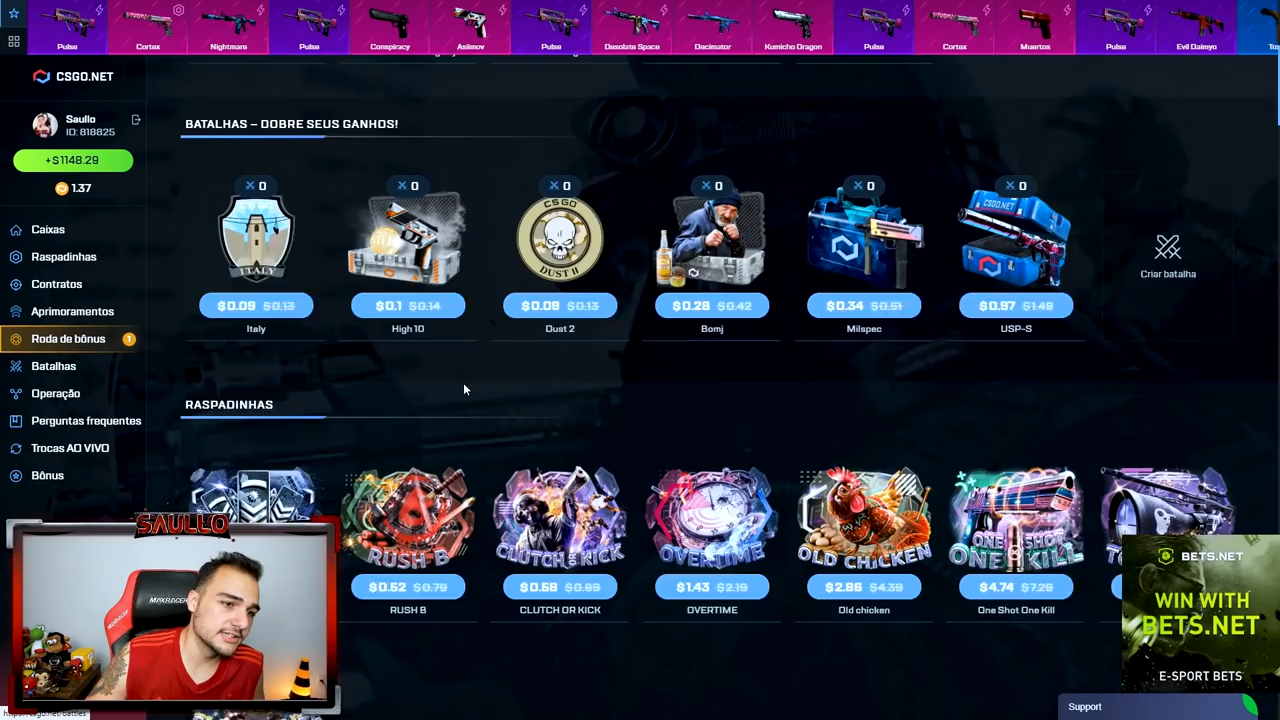 Pulse
Cortex
Nightmare
Pulse
Conspiracy
Asiimov
Pulse
Desolate Space
Decimator
Kumicho Dragon
Pulse
Cortex
Muertos
Pulse
Evil Daimyo
CSGO.NET
Saullo
ID: 818825
+$1148.29
1.37
Caixas
Raspadinhas
Contratos
Aprimoramentos
Roda de bônus 1
Batalhas
Operação
Perguntas frequentes
Trocas AO VIVO
Bônus
BATALHAS – DOBRE SEUS GANHOS!
0
0
0
0
0
0
ITALY
CSGO
DUST II
CSGO.NET
$0.09 $0.13
$0.1 $0.14
$0.09 $0.13
$0.28 $0.42
$0.34 $0.51
$0.97 $1.49
Italy
High 10
Dust 2
Bomj
Milspec
USP-S
Criar batalha
RASPADINHAS
RUSH B
CLUTCH OR KICK
OVERTIME
OLD CHICKEN
ONE SHOT
ONE KILL
$0.52 $0.79
$0.58 $0.89
$1.43 $2.19
$2.86 $4.39
$4.74 $7.29
RUSH B
CLUTCH OR KICK
OVERTIME
Old chicken
One Shot One Kill
SAULLO
MAXRACER
BETS.NET
WIN WITH
BETS.NET
E-SPORT BETS
Support